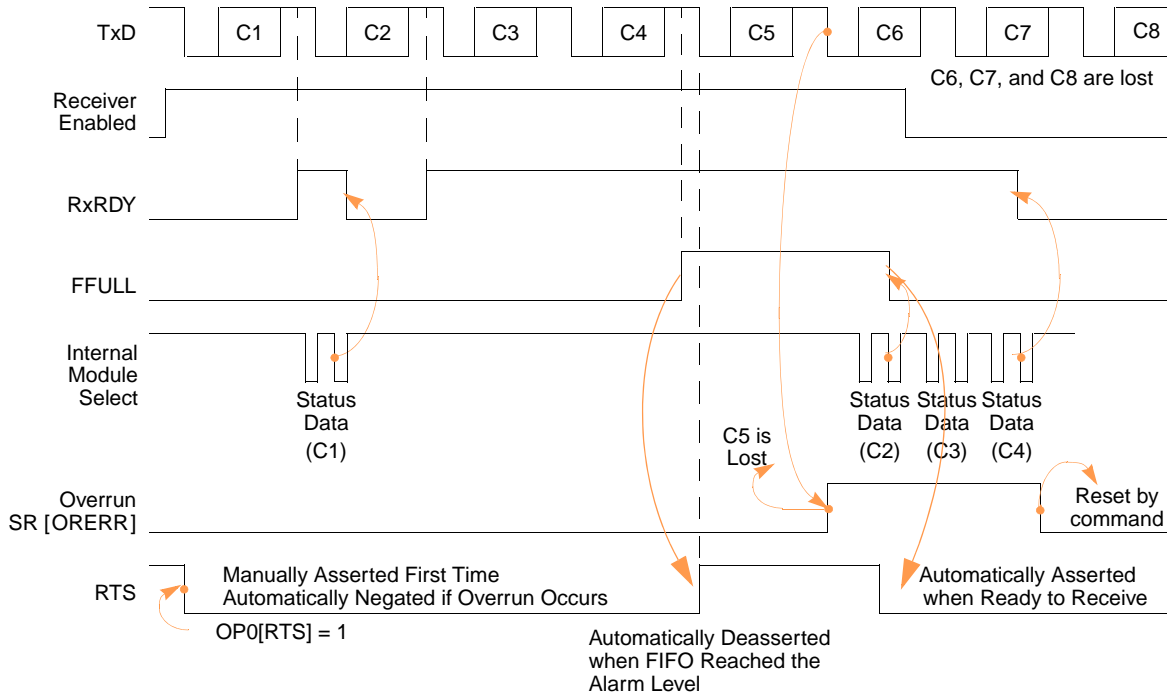 TxD
C1
C2
C3
C4
C5
C6
C7
C8
C6, C7, and C8 are lost
Receiver
Enabled
RxRDY
FFULL
Internal
Module
Select
Status
Data
(C1)
Status
Data
(C2)
Status
Data
(C3)
Status
Data
(C4)
C5 is
Lost
Overrun
SR [ORERR]
Reset by
command
RTS
Manually Asserted First Time
Automatically Negated if Overrun Occurs
OP0[RTS] = 1
Automatically Asserted
when Ready to Receive
Automatically Deasserted
when FIFO Reached the
Alarm Level